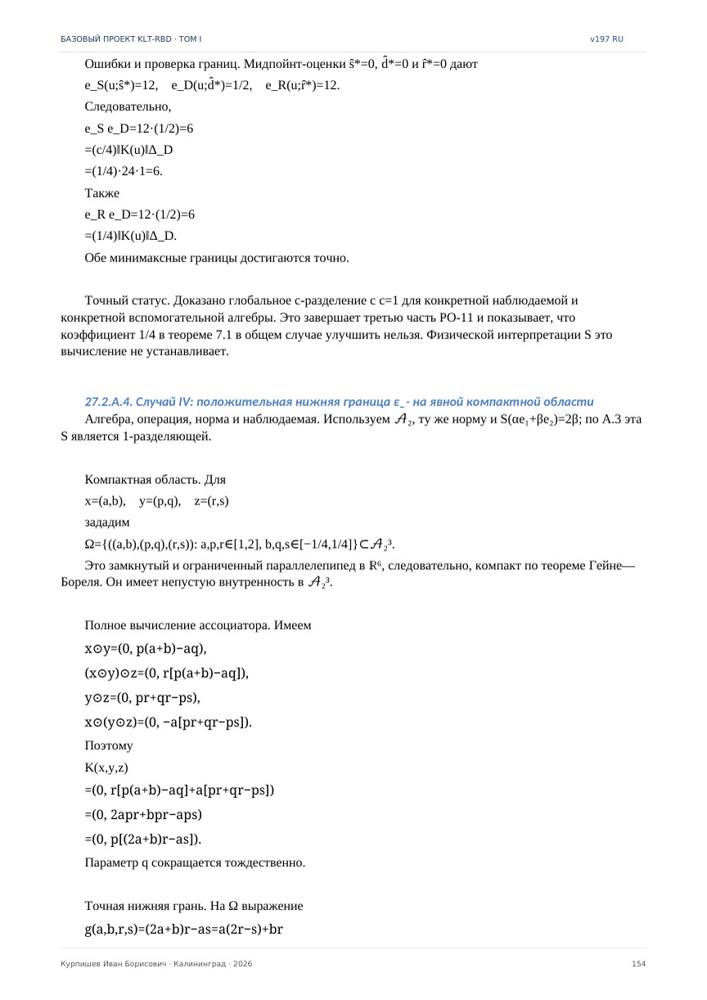 БАЗОВЫЙ ПРОЕКТ KLT-RBD · ТОМ I
v197 RU
Ошибки и проверка границ. Мидпойнт-оценки ŝ*=0, d̂*=0 и r̂*=0 дают
e_S(u;ŝ*)=12, e_D(u;d̂*)=1/2, e_R(u;r̂*)=12.
Следовательно,
e_S e_D=12·(1/2)=6
=(c/4)‖K(u)‖Δ_D
=(1/4)·24·1=6.
Также
e_R e_D=12·(1/2)=6
=(1/4)‖K(u)‖Δ_D.
Обе минимаксные границы достигаются точно.
Точный статус. Доказано глобальное c-разделение с c=1 для конкретной наблюдаемой и
конкретной вспомогательной алгебры. Это завершает третью часть PO-11 и показывает, что
коэффициент 1/4 в теореме 7.1 в общем случае улучшить нельзя. Физической интерпретации S это
вычисление не устанавливает.
27.2.A.4. Случай IV: положительная нижняя граница ε_- на явной компактной области
Алгебра, операция, норма и наблюдаемая. Используем 𝒜₂, ту же норму и S(αe₁+βe₂)=2β; по A.3 эта
S является 1-разделяющей.
Компактная область. Для
x=(a,b), y=(p,q), z=(r,s)
зададим
Ω={((a,b),(p,q),(r,s)): a,p,r∈[1,2], b,q,s∈[−1/4,1/4]}⊂𝒜₂³.
Это замкнутый и ограниченный параллелепипед в ℝ⁶, следовательно, компакт по теореме Гейне—
Бореля. Он имеет непустую внутренность в 𝒜₂³.
Полное вычисление ассоциатора. Имеем
x⊙y=(0, p(a+b)−aq),
(x⊙y)⊙z=(0, r[p(a+b)−aq]),
y⊙z=(0, pr+qr−ps),
x⊙(y⊙z)=(0, −a[pr+qr−ps]).
Поэтому
K(x,y,z)
=(0, r[p(a+b)−aq]+a[pr+qr−ps])
=(0, 2apr+bpr−aps)
=(0, p[(2a+b)r−as]).
Параметр q сокращается тождественно.
Точная нижняя грань. На Ω выражение
g(a,b,r,s)=(2a+b)r−as=a(2r−s)+br
Курпишев Иван Борисович · Калининград · 2026
154